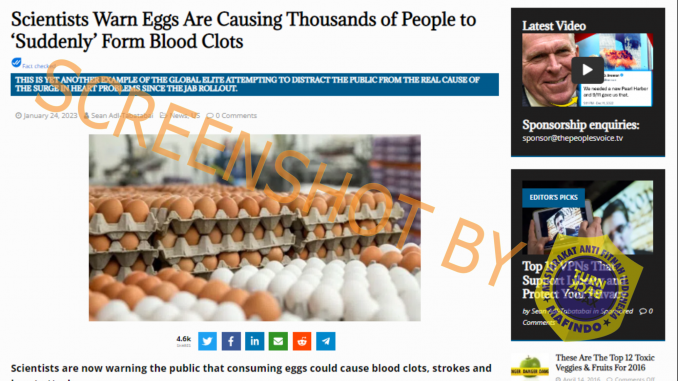 Scientists Warn Eggs Are Causing Thousands of People to
‘Suddenly’ Form Blood Clots
Fact checked
THIS IS YET ANOTHER EXAMPLE OF THE GLOBAL ELITE ATTEMPTING TO DISTRACT THE PUBLIC FROM THE REAL CAUSE OF
THE SURGE IN HEART PROBLEMS SINCE THE JAB ROLLOUT.
January 24, 2023 Sean Adl-Tabatabai News, US 0 Comments
SCREENSHOT BY
4.6k
SHARES
Scientists are now warning the public that consuming eggs could cause blood clots, strokes and
Latest Video
We needed a new Pearl Harbor
and 9/11 gave us that.
Sponsorship enquiries:
sponsor@thepeoplesvoice.tv
EDITOR'S PICKS
Top 10 VPNs That
Support
Protect Your Privacy
by Sean Adl-Tabatabai in Sponsored 0
Comments
TURN
MAFINDO
These Are The Top 12 Toxic
Veggies & Fruits For 2016
April 14, 2016 Comments Off